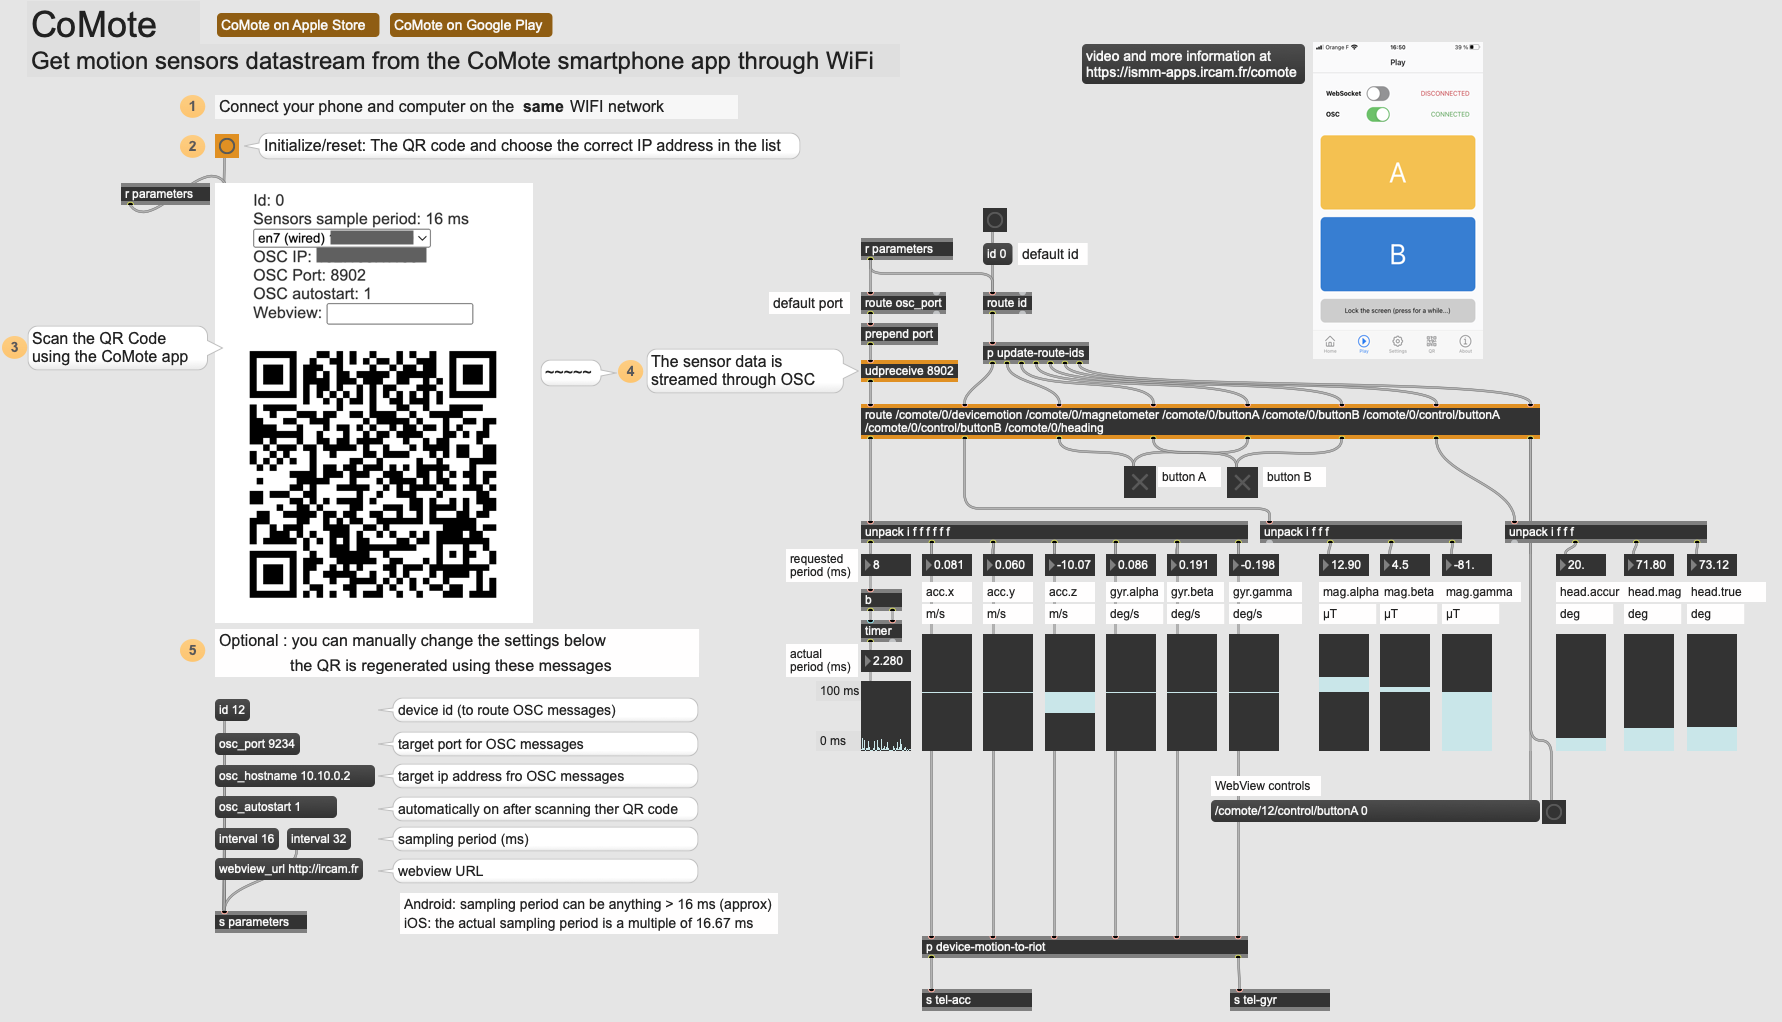 CoMote
CoMote on Apple Store
CoMote on Google Play
Get motion sensors datastream from the CoMote smartphone app through WiFi
1
Connect your phone and computer on the same WIFI network
2
Initialize/reset: The QR code and choose the correct IP address in the list
r parameters
Id: 0
Sensors sample period: 16 ms
en7 (wired)
OSC IP:
OSC Port: 8902
OSC autostart: 1
Webview:
3
Scan the QR Code
using the CoMote app
~~~~~
4
The sensor data is
streamed through OSC
5
Optional : you can manually change the settings below
the QR is regenerated using these messages
id 12
device id (to route OSC messages)
osc_port 9234
target port for OSC messages
osc_hostname 10.10.0.2
target ip address fro OSC messages
osc_autostart 1
automatically on after scanning ther QR code
interval 16
interval 32
sampling period (ms)
webview_url http://ircam.fr
webview URL
s parameters
Android: sampling period can be anything > 16 ms (approx)
iOS: the actual sampling period is a multiple of 16.67 ms
video and more information at
https://ismm-apps.ircam.fr/comote
Orange F
16:50
39 %
Play
WebSocket
DISCONNECTED
OSC
CONNECTED
A
B
Lock the screen (press for a while...)
Home
Play
Settings
QR
About
r parameters
id 0
default id
default port
route osc_port
route id
prepend port
p update-route-ids
udpreceive 8902
route /comote/0/devicemotion /comote/0/magnetometer /comote/0/buttonA /comote/0/buttonB /comote/0/control/buttonA
/comote/0/control/buttonB /comote/0/heading
button A
button B
unpack i f f f f f f
unpack i f f f
unpack i f f f
requested
period (ms)
8
0.081
0.060
-10.07
0.086
0.191
-0.198
12.90
4.5
-81.
20.
71.80
73.12
b
acc.x
acc.y
acc.z
gyr.alpha
gyr.beta
gyr.gamma
mag.alpha
mag.beta
mag.gamma
head.accur
head.mag
head.true
m/s
m/s
m/s
deg/s
deg/s
deg/s
µT
µT
µT
deg
deg
deg
timer
actual
period (ms)
2.280
100 ms
0 ms
WebView controls
/comote/12/control/buttonA 0
p device-motion-to-riot
s tel-acc
s tel-gyr